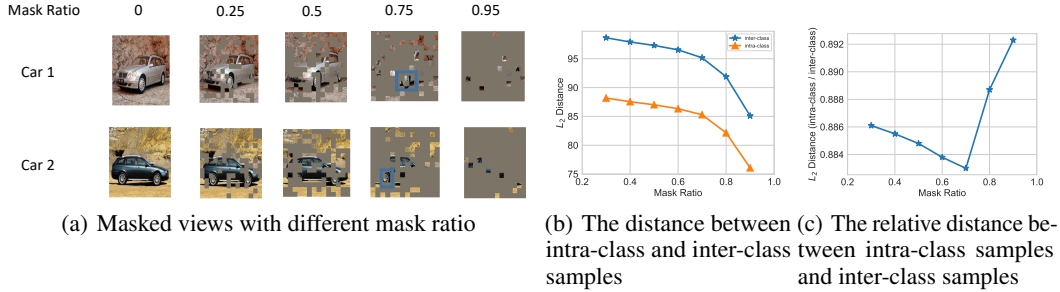 Mask Ratio 0 0.25 0.5 0.75 0.95
Car 1
Car 2
(a) Masked views with different mask ratio
inter-class
intra-class
L2 Distance
95
90
85
80
75
0.2 0.4 0.6 0.8 1.0
Mask Ratio
(b) The distance between
intra-class and inter-class
samples
L2 Distance (intra-class / inter-class)
0.892
0.890
0.888
0.886
0.884
0.2 0.4 0.6 0.8 1.0
Mask Ratio
(c) The relative distance be-
tween intra-class samples
and inter-class samples